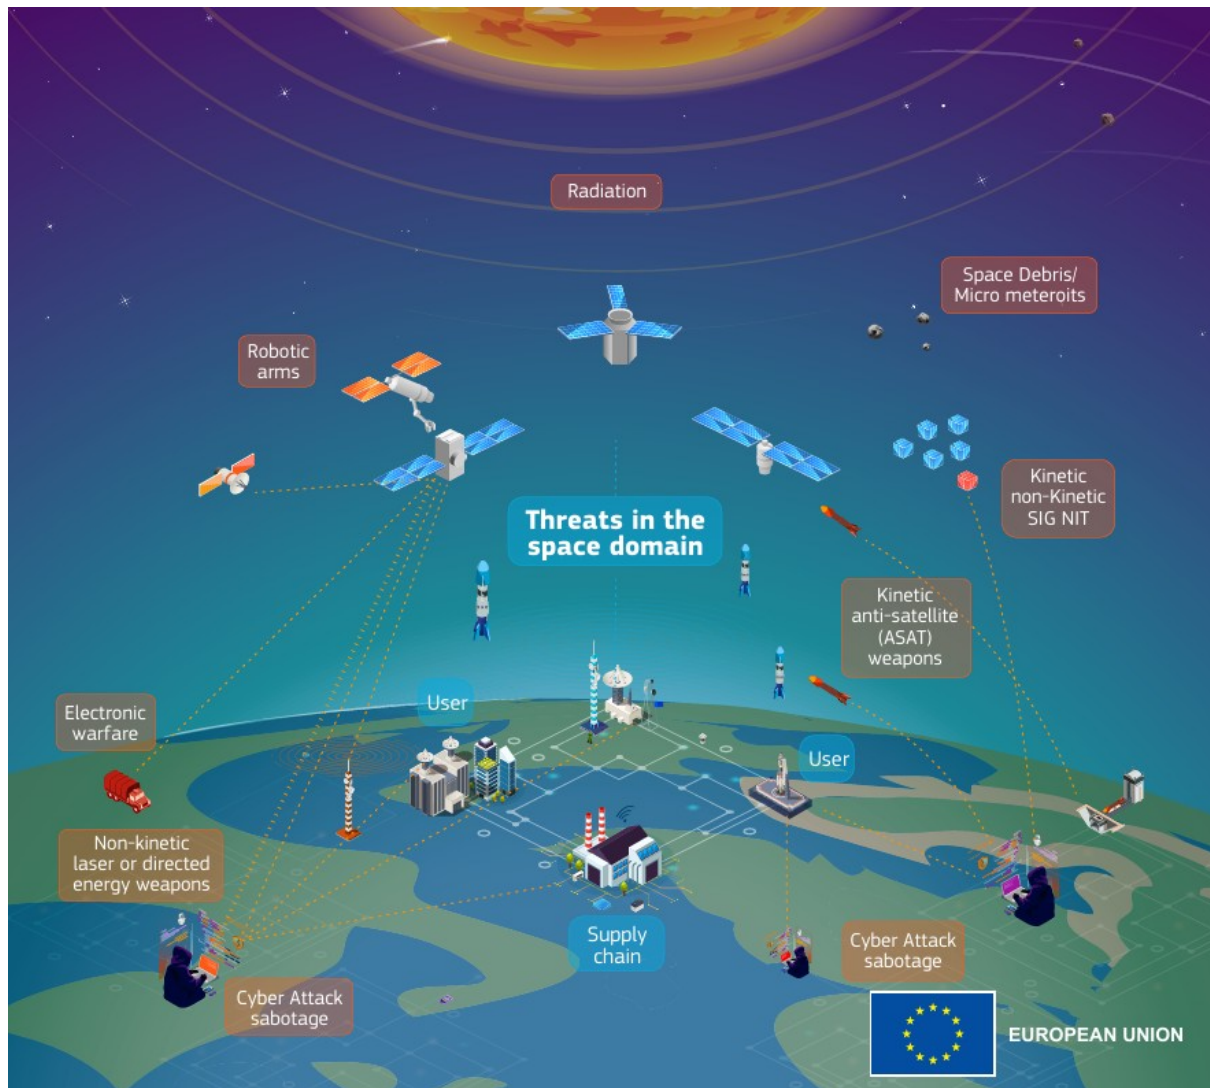 Radiation
Space Debris/
Micro meteroits
Robotic
arms
Kinetic
non-Kinetic
SIG NIT
Threats in the
space domain
Kinetic
anti-satellite
(ASAT)
weapons
User
Electronic
warfare
User
Non-kinetic
laser or directed
energy weapons
Supply
chain
Cyber Attack
sabotage
Cyber Attack
sabotage
EUROPEAN UNION